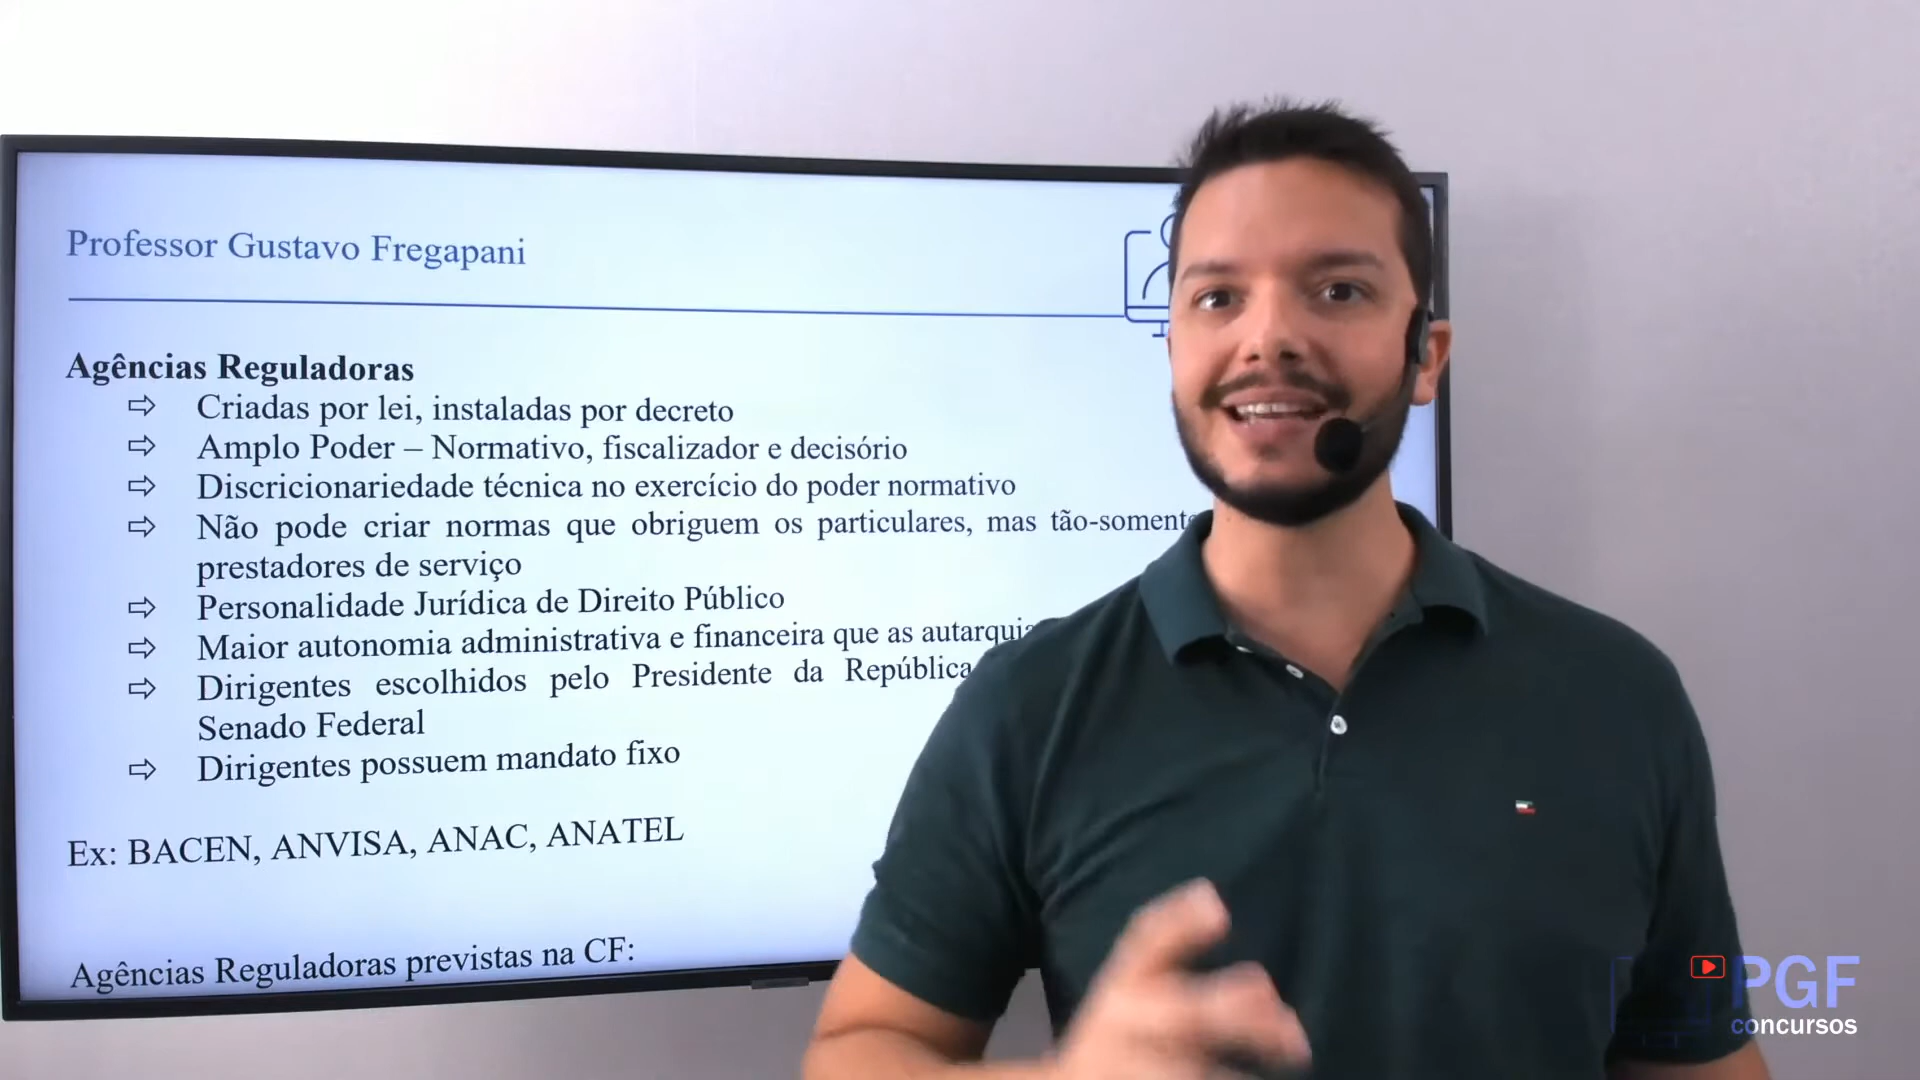 Professor Gustavo Fregapani
Agências Reguladoras
⇨ Criadas por lei, instaladas por decreto
⇨ Amplo Poder – Normativo, fiscalizador e decisório
⇨ Discricionariedade técnica no exercício do poder normativo
⇨ Não pode criar normas que obriguem os particulares, mas tão-somente
prestadores de serviço
⇨ Personalidade Jurídica de Direito Público
⇨ Maior autonomia administrativa e financeira que as
⇨ Dirigentes escolhidos pelo Presidente da República
Senado Federal
⇨ Dirigentes possuem mandato fixo
Ex: BACEN, ANVISA, ANAC, ANATEL
Agências Reguladoras previstas na CF:
PGF
concursos